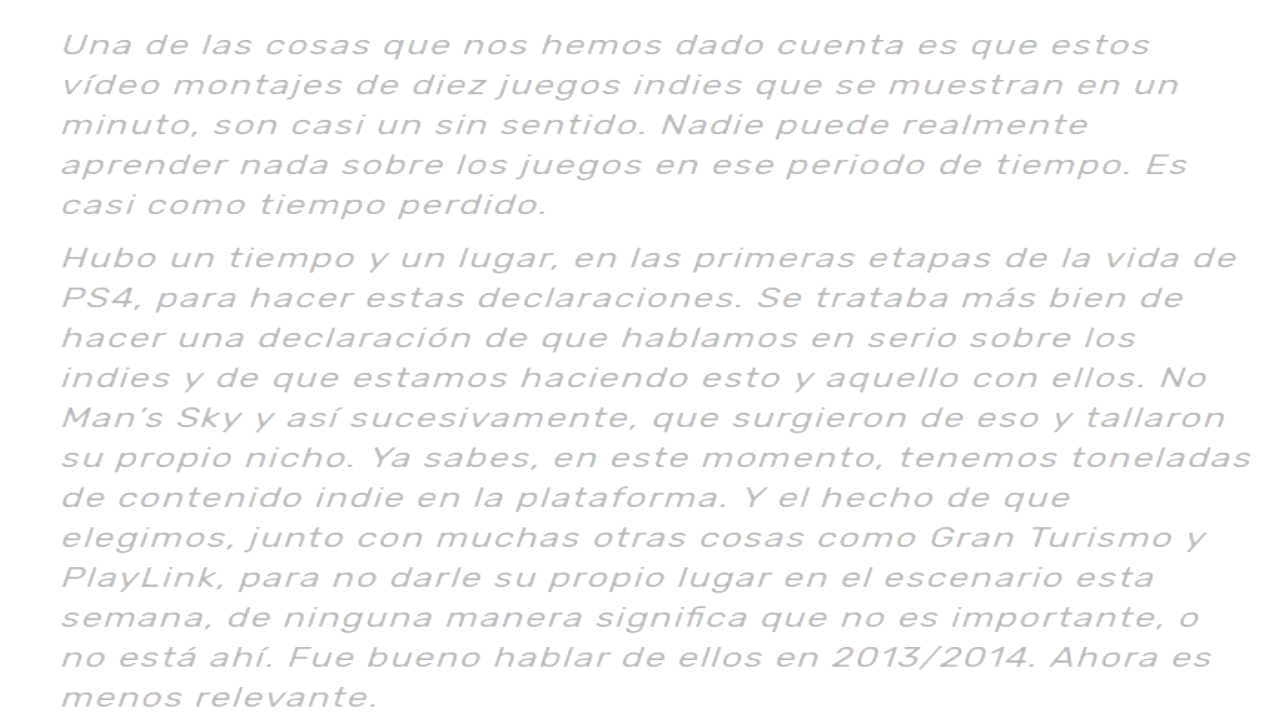 Una de las cosas que nos hemos dado cuenta es que estos
vídeo montajes de diez juegos indies que se muestran en un
minuto, son casi un sin sentido. Nadie puede realmente
aprender nada sobre los juegos en ese periodo de tiempo. Es
casi como tiempo perdido.
Hubo un tiempo y un lugar, en las primeras etapas de la vida de
PS4, para hacer estas declaraciones. Se trataba más bien de
hacer una declaración de que hablamos en serio sobre los
indies y de que estamos haciendo esto y aquello con ellos. No
Man’s Sky y así sucesivamente, que surgieron de eso y tallaron
su propio nicho. Ya sabes, en este momento, tenemos toneladas
de contenido indie en la plataforma. Y el hecho de que
elegimos, junto con muchas otras cosas como Gran Turismo y
PlayLink, para no darle su propio lugar en el escenario esta
semana, de ninguna manera significa que no es importante, o
no está ahí. Fue bueno hablar de ellos en 2013/2014. Ahora es
menos relevante.